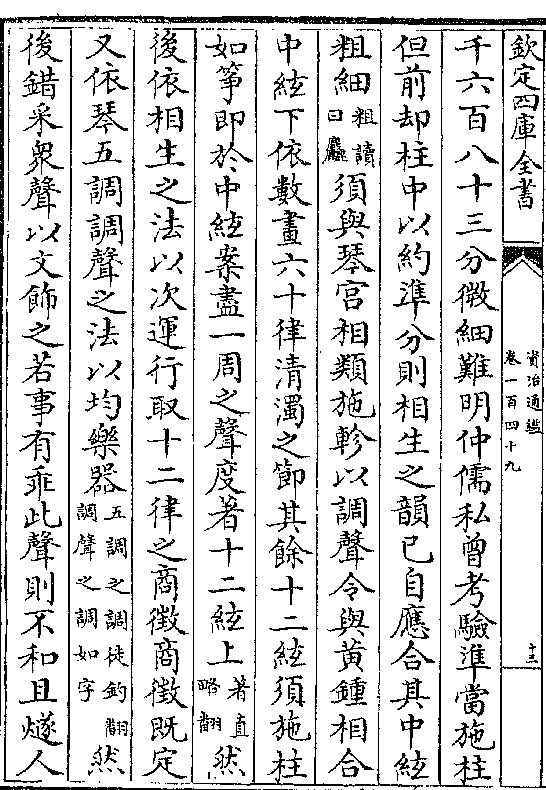 欽定四庫全書
資治通鑑
卷一百四十九
十三
千六百八十三分微細難明仲儒私曾考驗準當施柱
但前却柱中以約準分則相生之韻已自應合其中絃
粗細粗讀曰麤須與琴宮相類施軫以調聲令與黃鍾相合
中絃下依數畫六十律清濁之節其餘十二絃須施柱
如箏即於中絃案盡一周之聲度著十二絃上著直略翻然
後依相生之法以次運行取十二律之商徵商徵既定
又依琴五調調聲之法以均樂器五調之調徒釣翻調聲之調如字然
後錯采衆聲以文飾之若事有乖此聲則不和且燧人